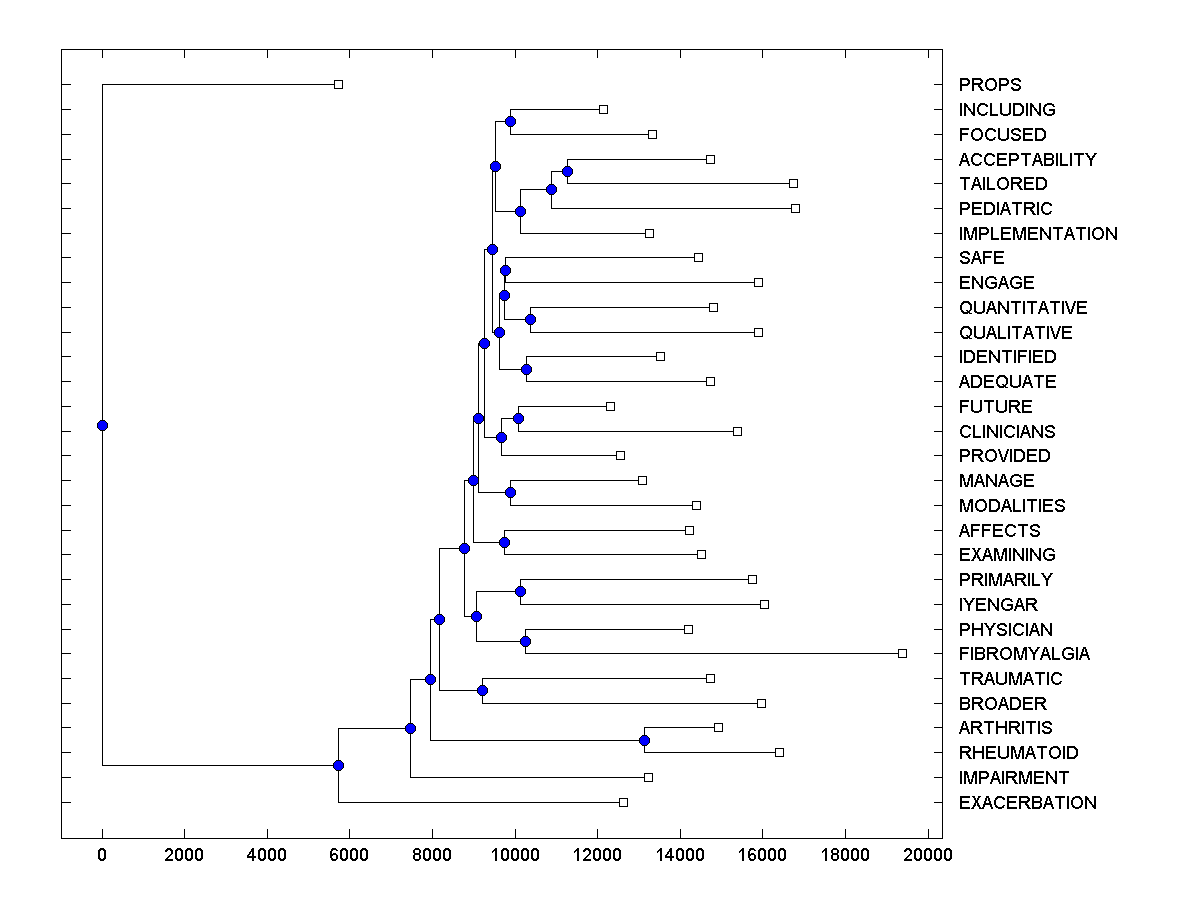 PROPS
INCLUDING
FOCUSED
ACCEPTABILITY
TAILORED
PEDIATRIC
IMPLEMENTATION
SAFE
ENGAGE
QUANTITATIVE
QUALITATIVE
IDENTIFIED
ADEQUATE
FUTURE
CLINICIANS
PROVIDED
MANAGE
MODALITIES
AFFECTS
EXAMINING
PRIMARILY
IYENGAR
PHYSICIAN
FIBROMYALGIA
TRAUMATIC
BROADER
ARTHRITIS
RHEUMATOID
IMPAIRMENT
EXACERBATION
0 2000 4000 6000 8000 10000 12000 14000 16000 18000 20000